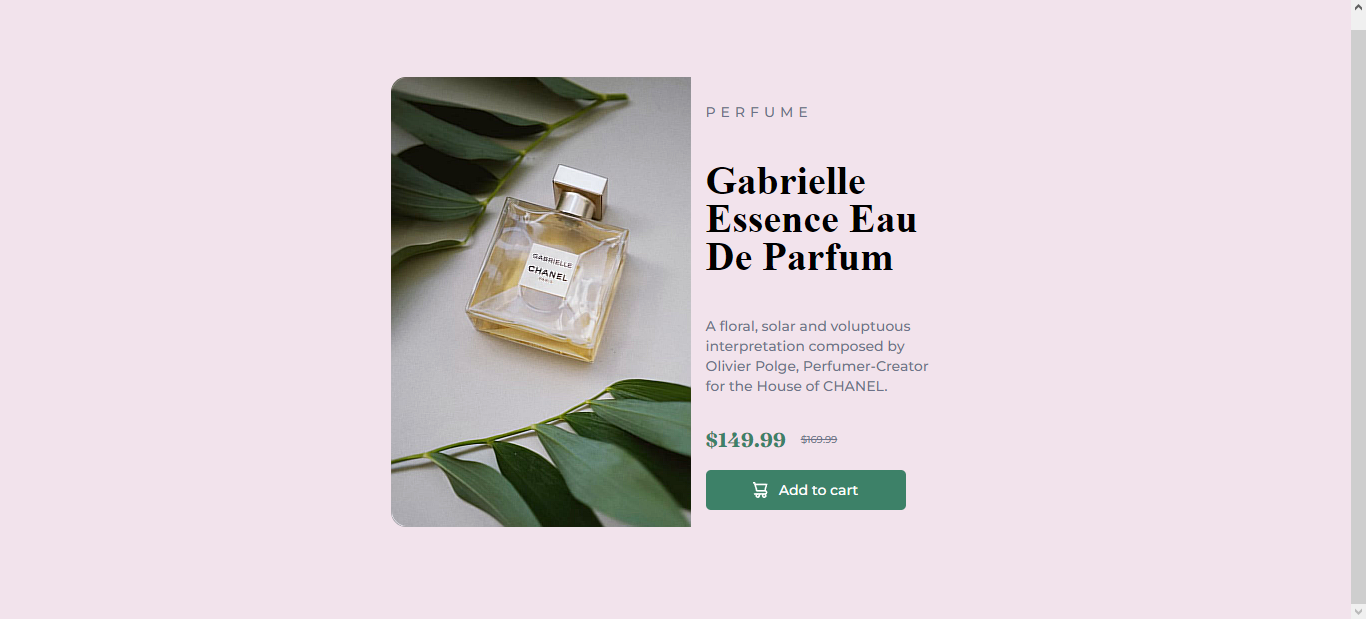 PERFUME
Gabrielle
Essence Eau
De Parfum
GABRIELLE
CHANEL
PARIS
A floral, solar and voluptuous
interpretation composed by
Olivier Polge, Perfumer-Creator
for the House of CHANEL.
$149.99 $169.99
Add to cart